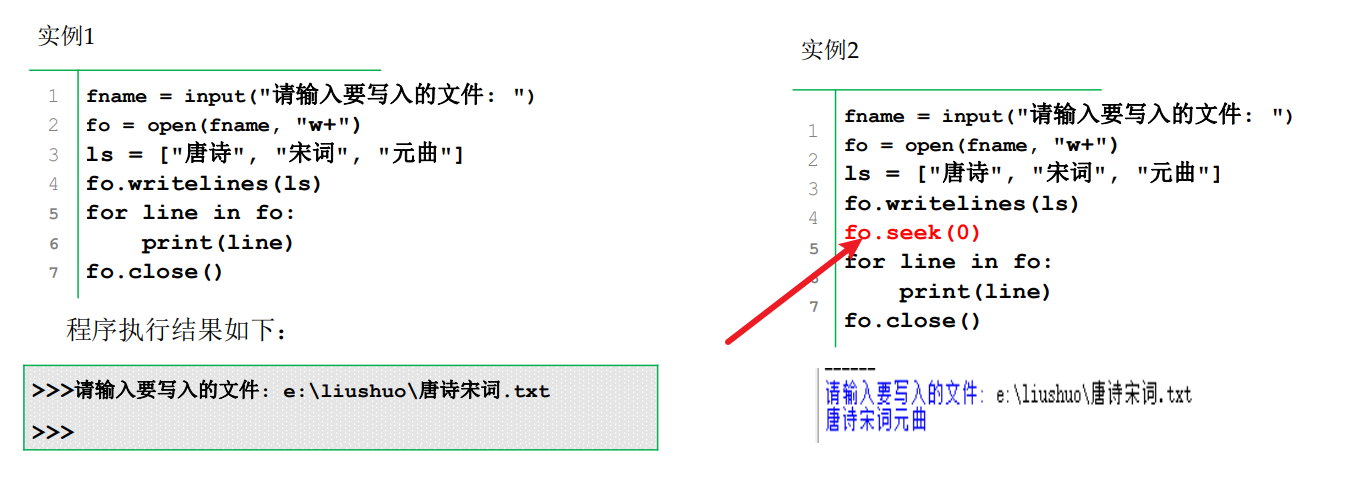 实例1
1 fname = input("请输入要写入的文件: ")
2 fo = open(fname, "w+")
3 ls = ["唐诗", "宋词", "元曲"]
4 fo.writelines(ls)
5 for line in fo:
6 print(line)
7 fo.close()
程序执行结果如下:
>>>请输入要写入的文件: e:\liushuo\唐诗宋词.txt
>>>
实例2
fname = input("请输入要写入的文件: ")
1
fo = open(fname, "w+")
2
ls = ["唐诗", "宋词", "元曲"]
3
fo.writelines(ls)
4
fo.seek(0)
5
for line in fo:
6
print(line)
7
fo.close()
------
请输入要写入的文件: e:\liushuo\唐诗宋词.txt
唐诗宋词元曲